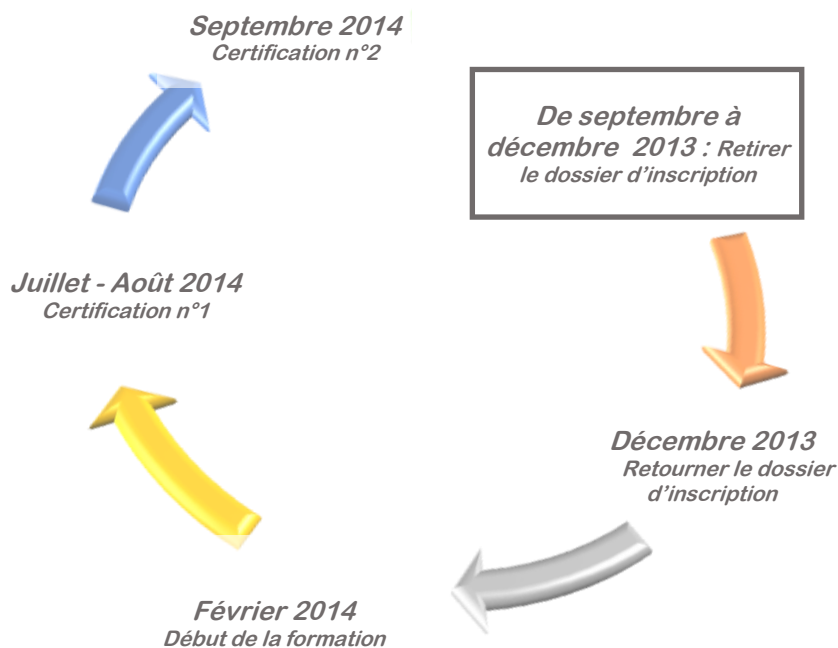 De septembre à
décembre 2013 : Retirer
le dossier d’inscription
Décembre 2013
Retourner le dossier
d’inscription
Février 2014
Début de la formation
Juillet - Août 2014
Certification n°1
Septembre 2014
Certification n°2